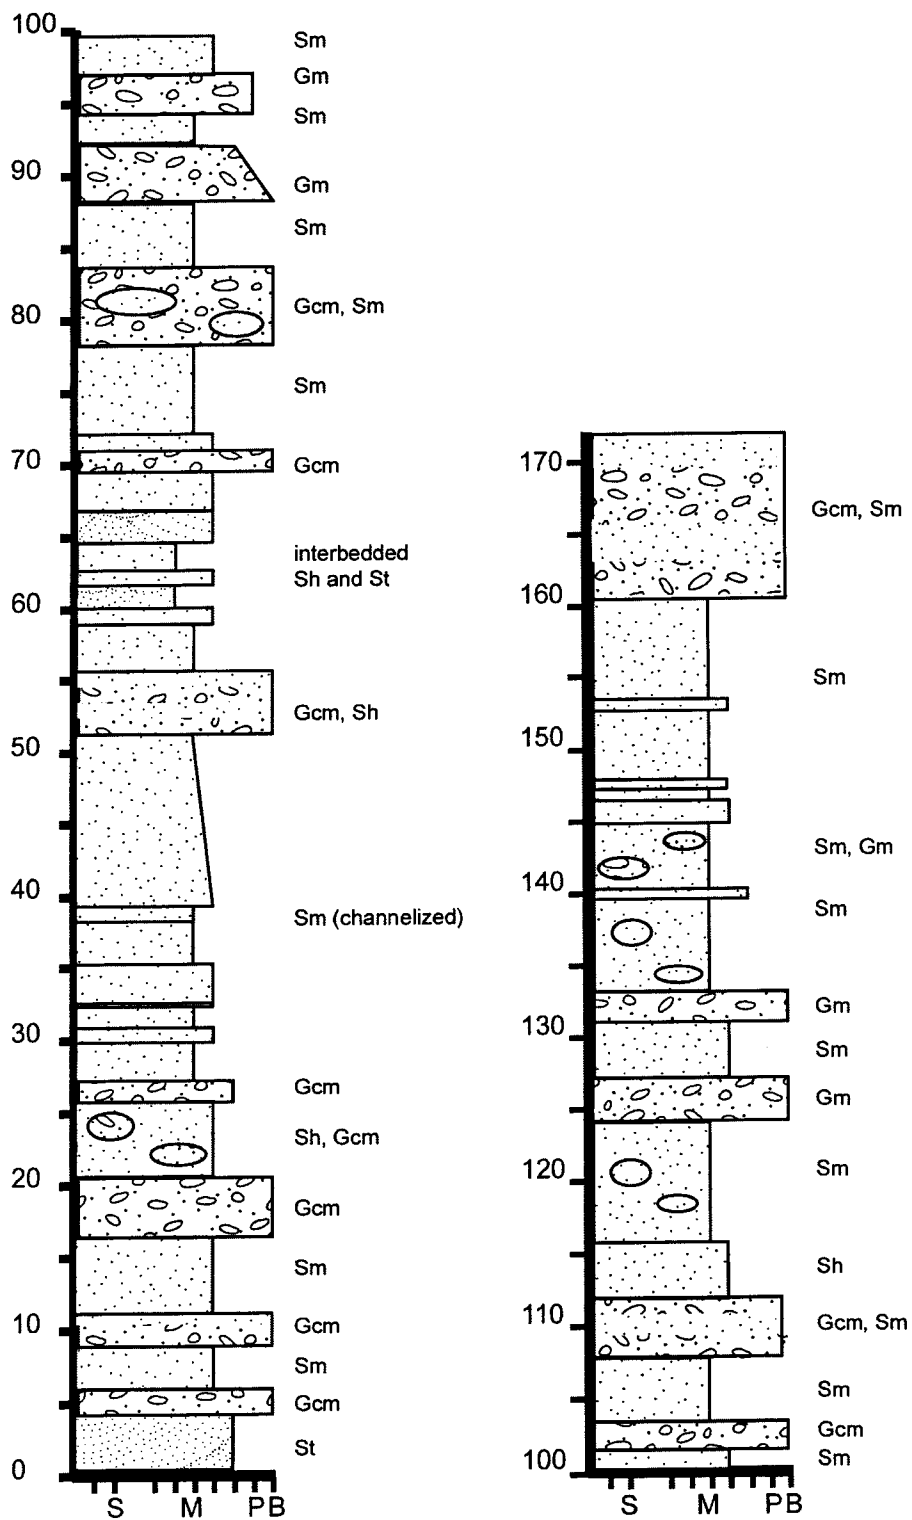 100
Sm
Gm
Sm
90
Gm
Sm
80
Gcm, Sm
Sm
70
Gcm
interbedded
Sh and St
60
Gcm, Sh
50
40
Sm (channelized)
30
Gcm
Sh, Gcm
20
Gcm
Sm
10
Gcm
Sm
Gcm
St
0
S M PB
170
Gcm, Sm
160
Sm
150
Sm, Gm
140
Sm
Gm
130
Sm
Gm
120
Sm
Sh
110
Gcm, Sm
Sm
Gcm
100
Sm
S M PB